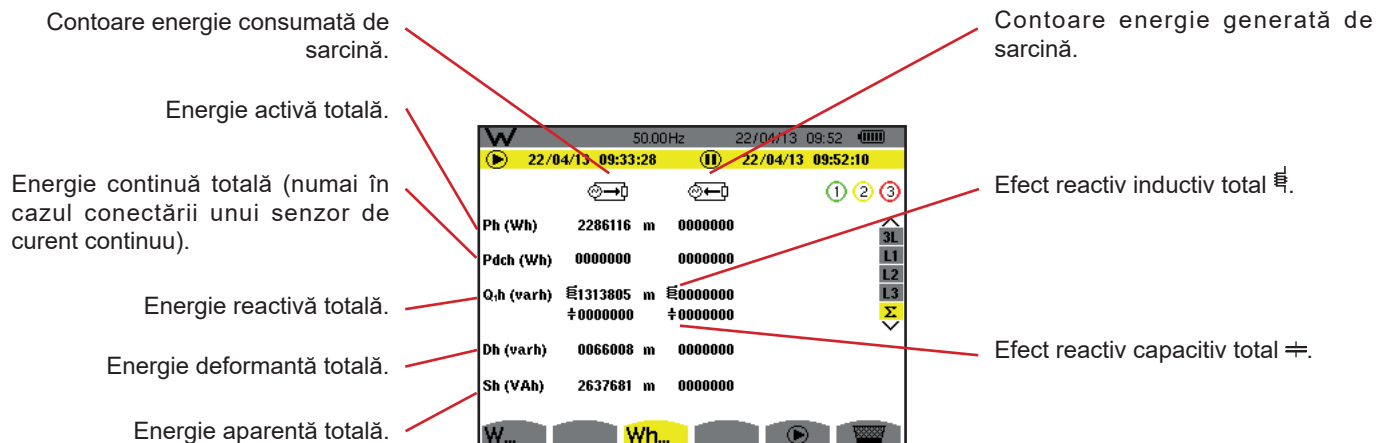 Contoare energie consumată de
sarcină.
Contoare energie generată de
sarcină.
Energie activă totală.
Energie continuă totală (numai în
cazul conectării unui senzor de
curent continuu).
Energie reactivă totală.
Energie deformantă totală.
Energie aparentă totală.
W 50.00Hz 22/04/13 09:52
22/04/13 09:33:28 22/04/13 09:52:10
1 2 3
Ph (Wh) 2286116 m 0000000
3L
Pdch (Wh) 0000000 0000000
L1
L2
Q₁h (varh) 1313805 m 0000000
L3
0000000 0000000
Σ
Dh (varh) 0066008 m 0000000
Sh (VAh) 2637681 m 0000000
W... Wh...
Efect reactiv inductiv total .
Efect reactiv capacitiv total .